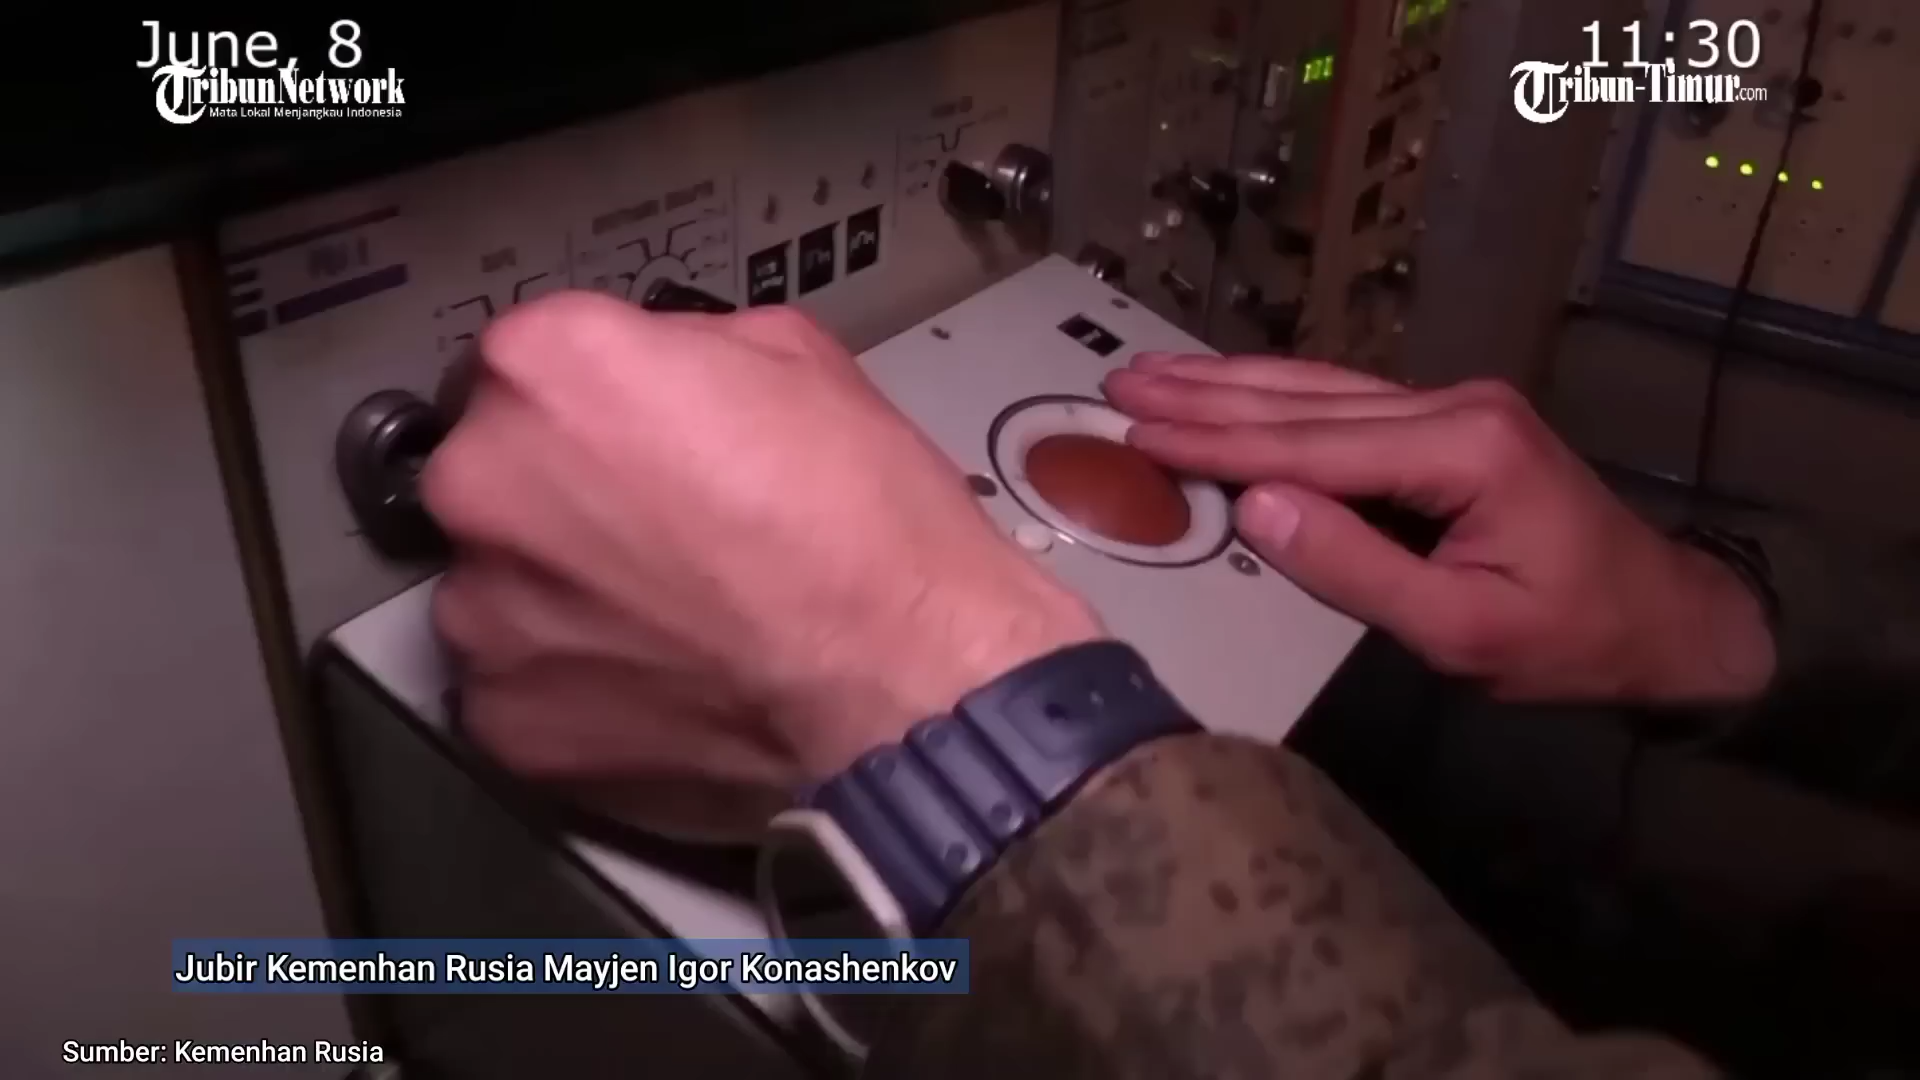 June, 8
11:30
TribunNetwork
Mata Lokal Menjangkau Indonesia
Tribun-Timur.com
Jubir Kemenhan Rusia Mayjen Igor Konashenkov
Sumber: Kemenhan Rusia